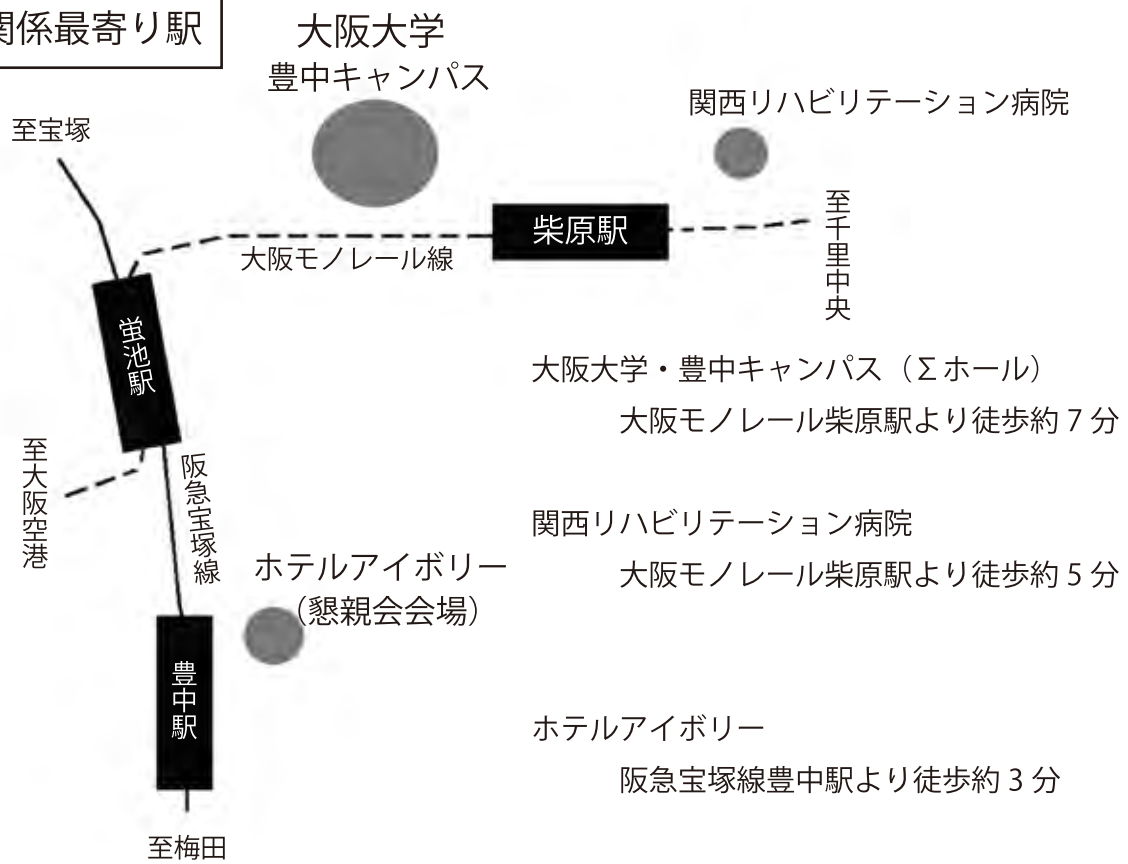 関係最寄り駅
大阪大学
豊中キャンパス
関西リハビリテーション病院
至宝塚
至千里中央
柴原駅
大阪モノレール線
蛍池駅
大阪大学・豊中キャンパス（Σホール）
大阪モノレール柴原駅より徒歩約 7 分
至大阪空港
阪急宝塚線
関西リハビリテーション病院
大阪モノレール柴原駅より徒歩約 5 分
ホテルアイボリー
（懇親会会場）
豊中駅
ホテルアイボリー
阪急宝塚線豊中駅より徒歩約 3 分
至梅田